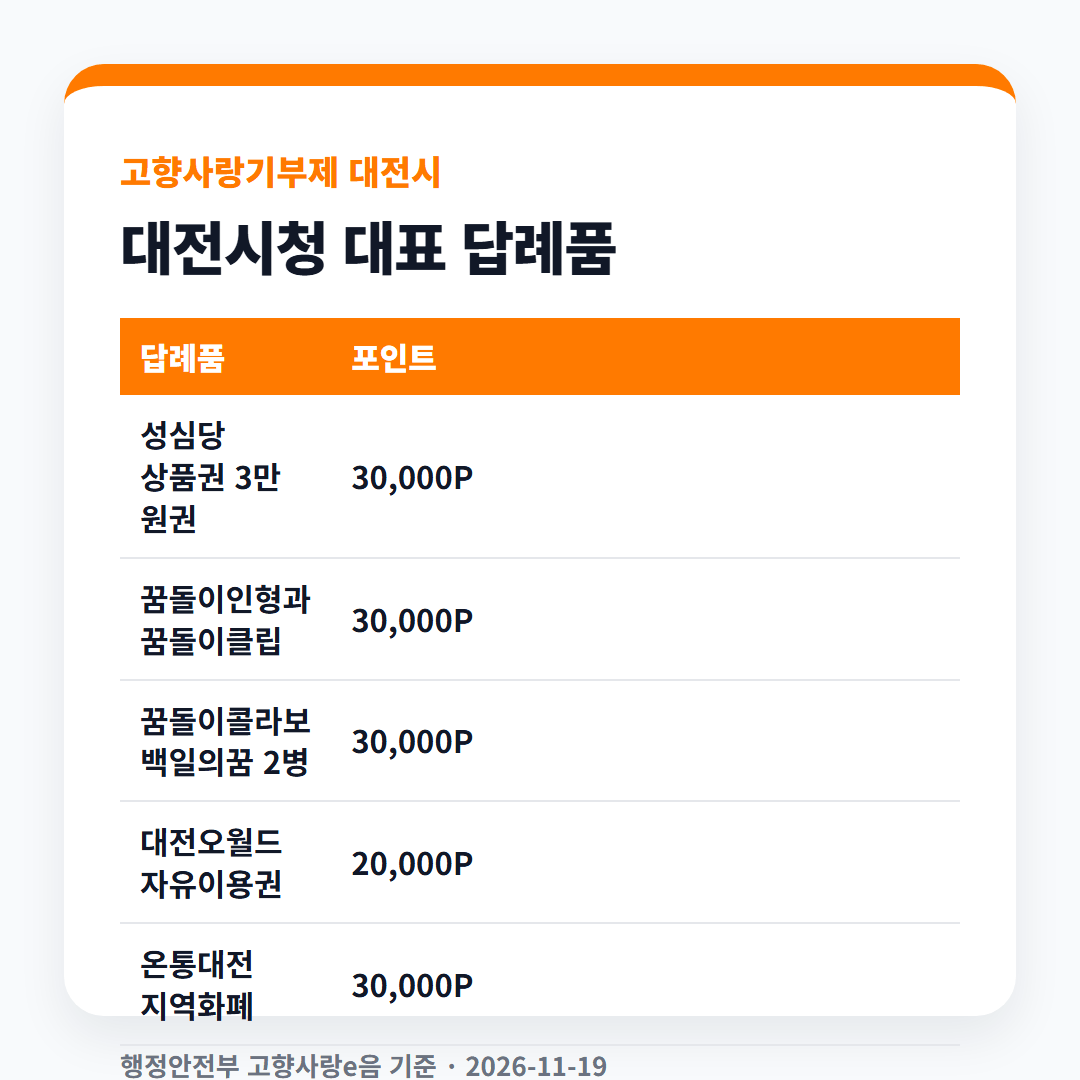 고향사랑기부제 대전시
대전시청 대표 답례품
답례품 포인트
성심당
상품권 3만
원권
30,000P
꿈돌이인형과
꿈돌이클립
30,000P
꿈돌이콜라보
백일의꿈 2병
30,000P
대전오월드
자유이용권
20,000P
온통대전
지역화폐
30,000P
행정안전부 고향사랑e음 기준 · 2026-11-19